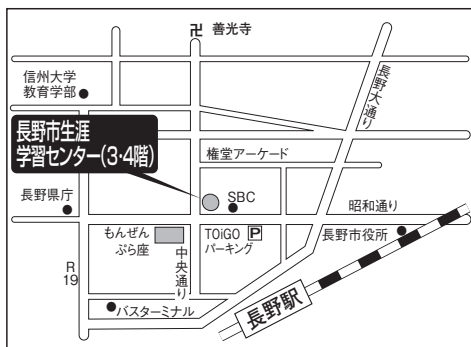 卍 善光寺
信州大学
教育学部
長野大通り
長野市生涯
学習センター(3・4階)
権堂アーケード
長野県庁
SBC
昭和通り
もんぜん
ぷら座
中央通り
TOiGO
パーキング
P
長野市役所
R
19
バスターミナル
長野駅